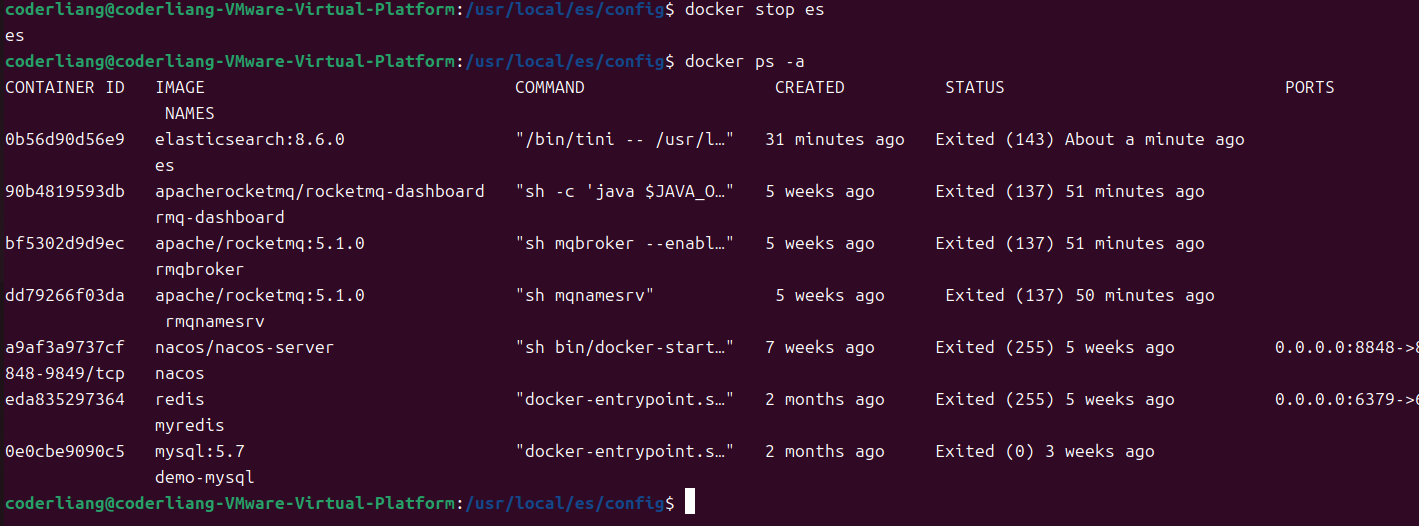 coderliang@coderliang-VMware-Virtual-Platform:/usr/local/es/config$ docker stop es
es
coderliang@coderliang-VMware-Virtual-Platform:/usr/local/es/config$ docker ps -a
CONTAINER ID   IMAGE                              COMMAND                   CREATED          STATUS                            PORTS
                NAMES
0b56d90d56e9   elasticsearch:8.6.0                "/bin/tini -- /usr/l…"   31 minutes ago   Exited (143) About a minute ago
               es
90b4819593db   apacherocketmq/rocketmq-dashboard   "sh -c 'java $JAVA_O…"   5 weeks ago      Exited (137) 51 minutes ago
               rmq-dashboard
bf5302d9d9ec   apache/rocketmq:5.1.0               "sh mqbroker --enabl…"   5 weeks ago      Exited (137) 51 minutes ago
               rmqbroker
dd79266f03da   apache/rocketmq:5.1.0               "sh mqnamesrv"            5 weeks ago      Exited (137) 50 minutes ago
                rmqnamesrv
a9af3a9737cf   nacos/nacos-server                  "sh bin/docker-start…"   7 weeks ago      Exited (255) 5 weeks ago          0.0.0.0:8848->8
848-9849/tcp   nacos
eda835297364   redis                               "docker-entrypoint.s…"   2 months ago     Exited (255) 5 weeks ago          0.0.0.0:6379->6
               myredis
0e0cbe9090c5   mysql:5.7                           "docker-entrypoint.s…"   2 months ago     Exited (0) 3 weeks ago
               demo-mysql
coderliang@coderliang-VMware-Virtual-Platform:/usr/local/es/config$